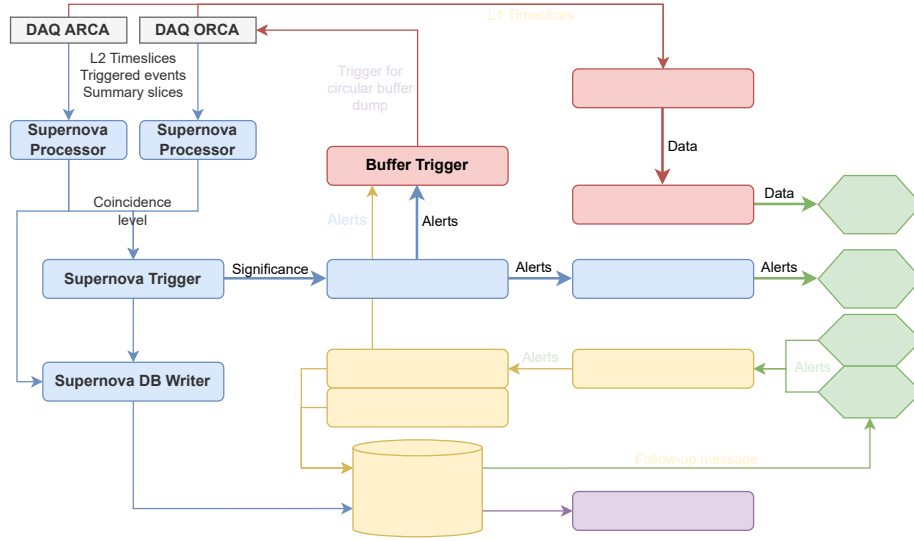 L1 Timeslices
DAQ ARCA
DAQ ORCA
L2 Timeslices
Triggered events
Summary slices
Trigger for
circular buffer
dump
Supernova
Processor
Supernova
Processor
Data
Buffer Trigger
Data
Coincidence
level
Alerts
Alerts
Supernova Trigger
Significance
Alerts
Alerts
Alerts
Alerts
Supernova DB Writer
Follow-up message